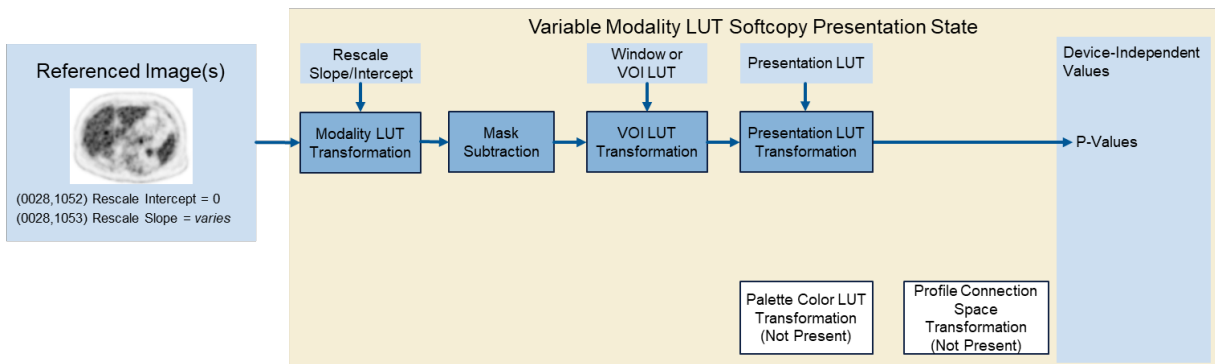 Variable Modality LUT Softcopy Presentation State
Referenced Image(s)
(0028,1052) Rescale Intercept = 0
(0028,1053) Rescale Slope = varies
Rescale
Slope/Intercept
Window or
VOI LUT
Presentation LUT
Device-Independent
Values
Modality LUT
Transformation
Mask
Subtraction
VOI LUT
Transformation
Presentation LUT
Transformation
P-Values
Palette Color LUT
Transformation
(Not Present)
Profile Connection
Space
Transformation
(Not Present)